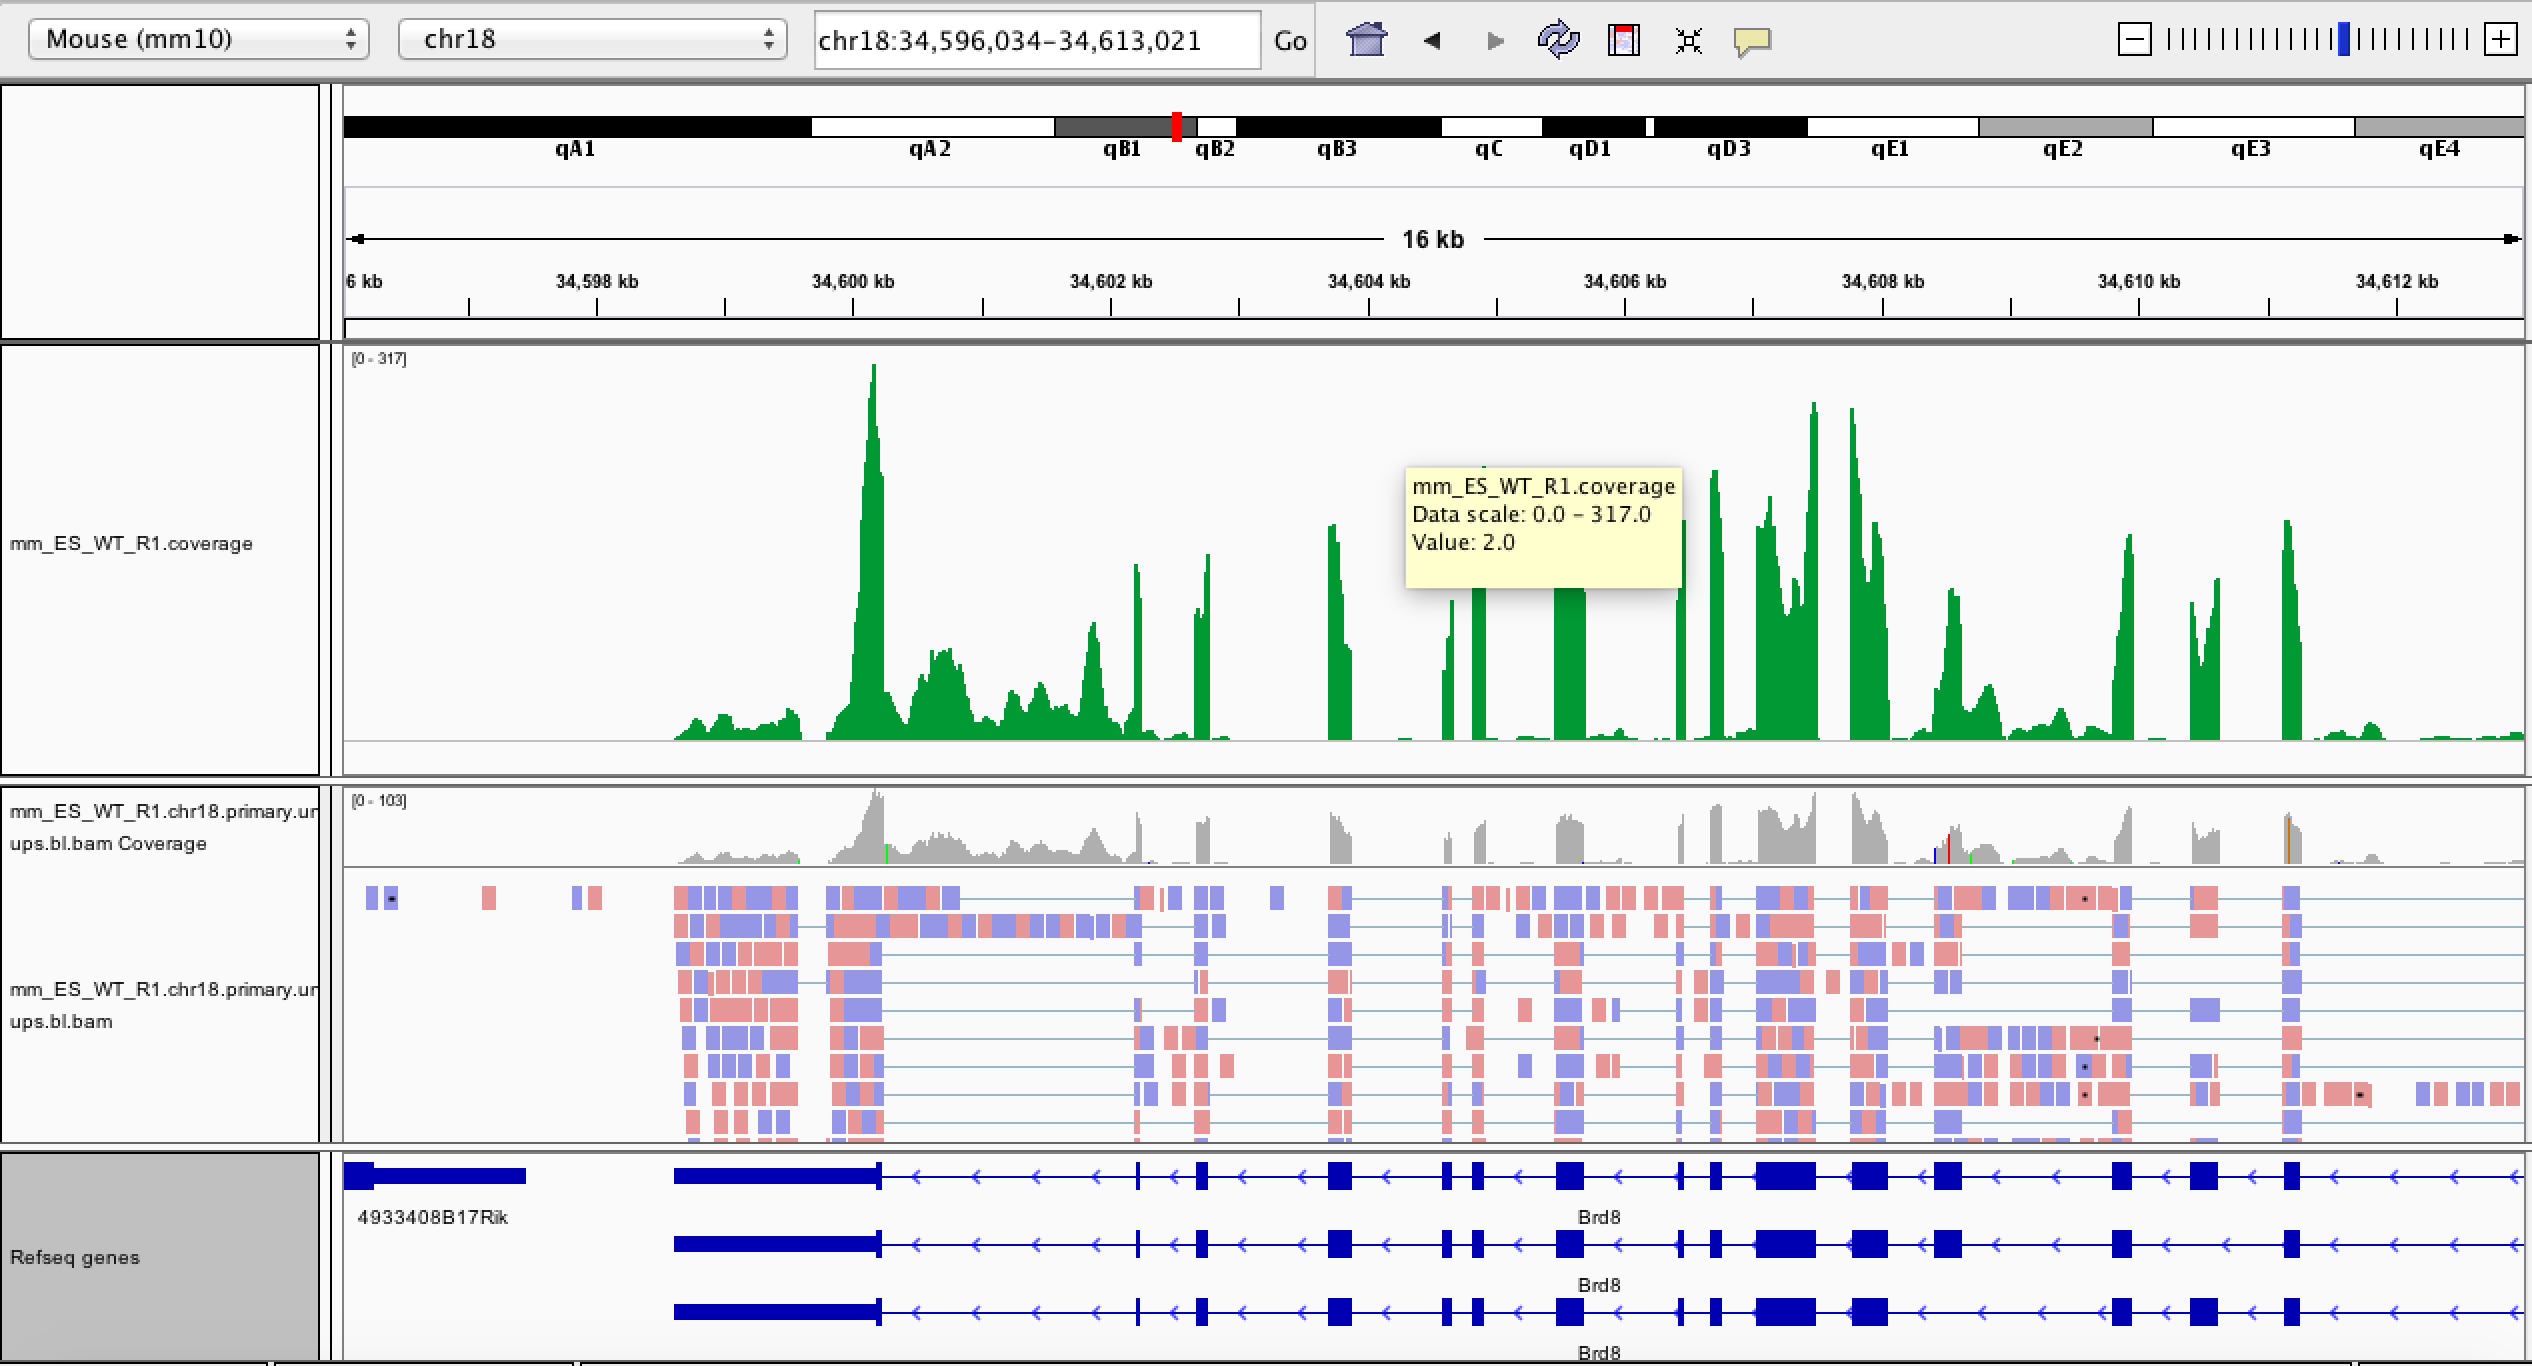 Mouse (mm10) chr18 chr18:34,596,034-34,613,021 Go
qA1 qA2 qB1 qB2 qB3 qC qD1 qD3 qE1 qE2 qE3 qE4
16 kb
6 kb 34,598 kb 34,600 kb 34,602 kb 34,604 kb 34,606 kb 34,608 kb 34,610 kb 34,612 kb
[0 - 317]
mm_ES_WT_R1.coverage
Data scale: 0.0 - 317.0
Value: 2.0
mm_ES_WT_R1.coverage
[0 - 103]
mm_ES_WT_R1.chr18.primary.ur
ups.bl.bam Coverage
mm_ES_WT_R1.chr18.primary.ur
ups.bl.bam
4933408B17Rik Brd8
Refseq genes
Brd8
Brd8